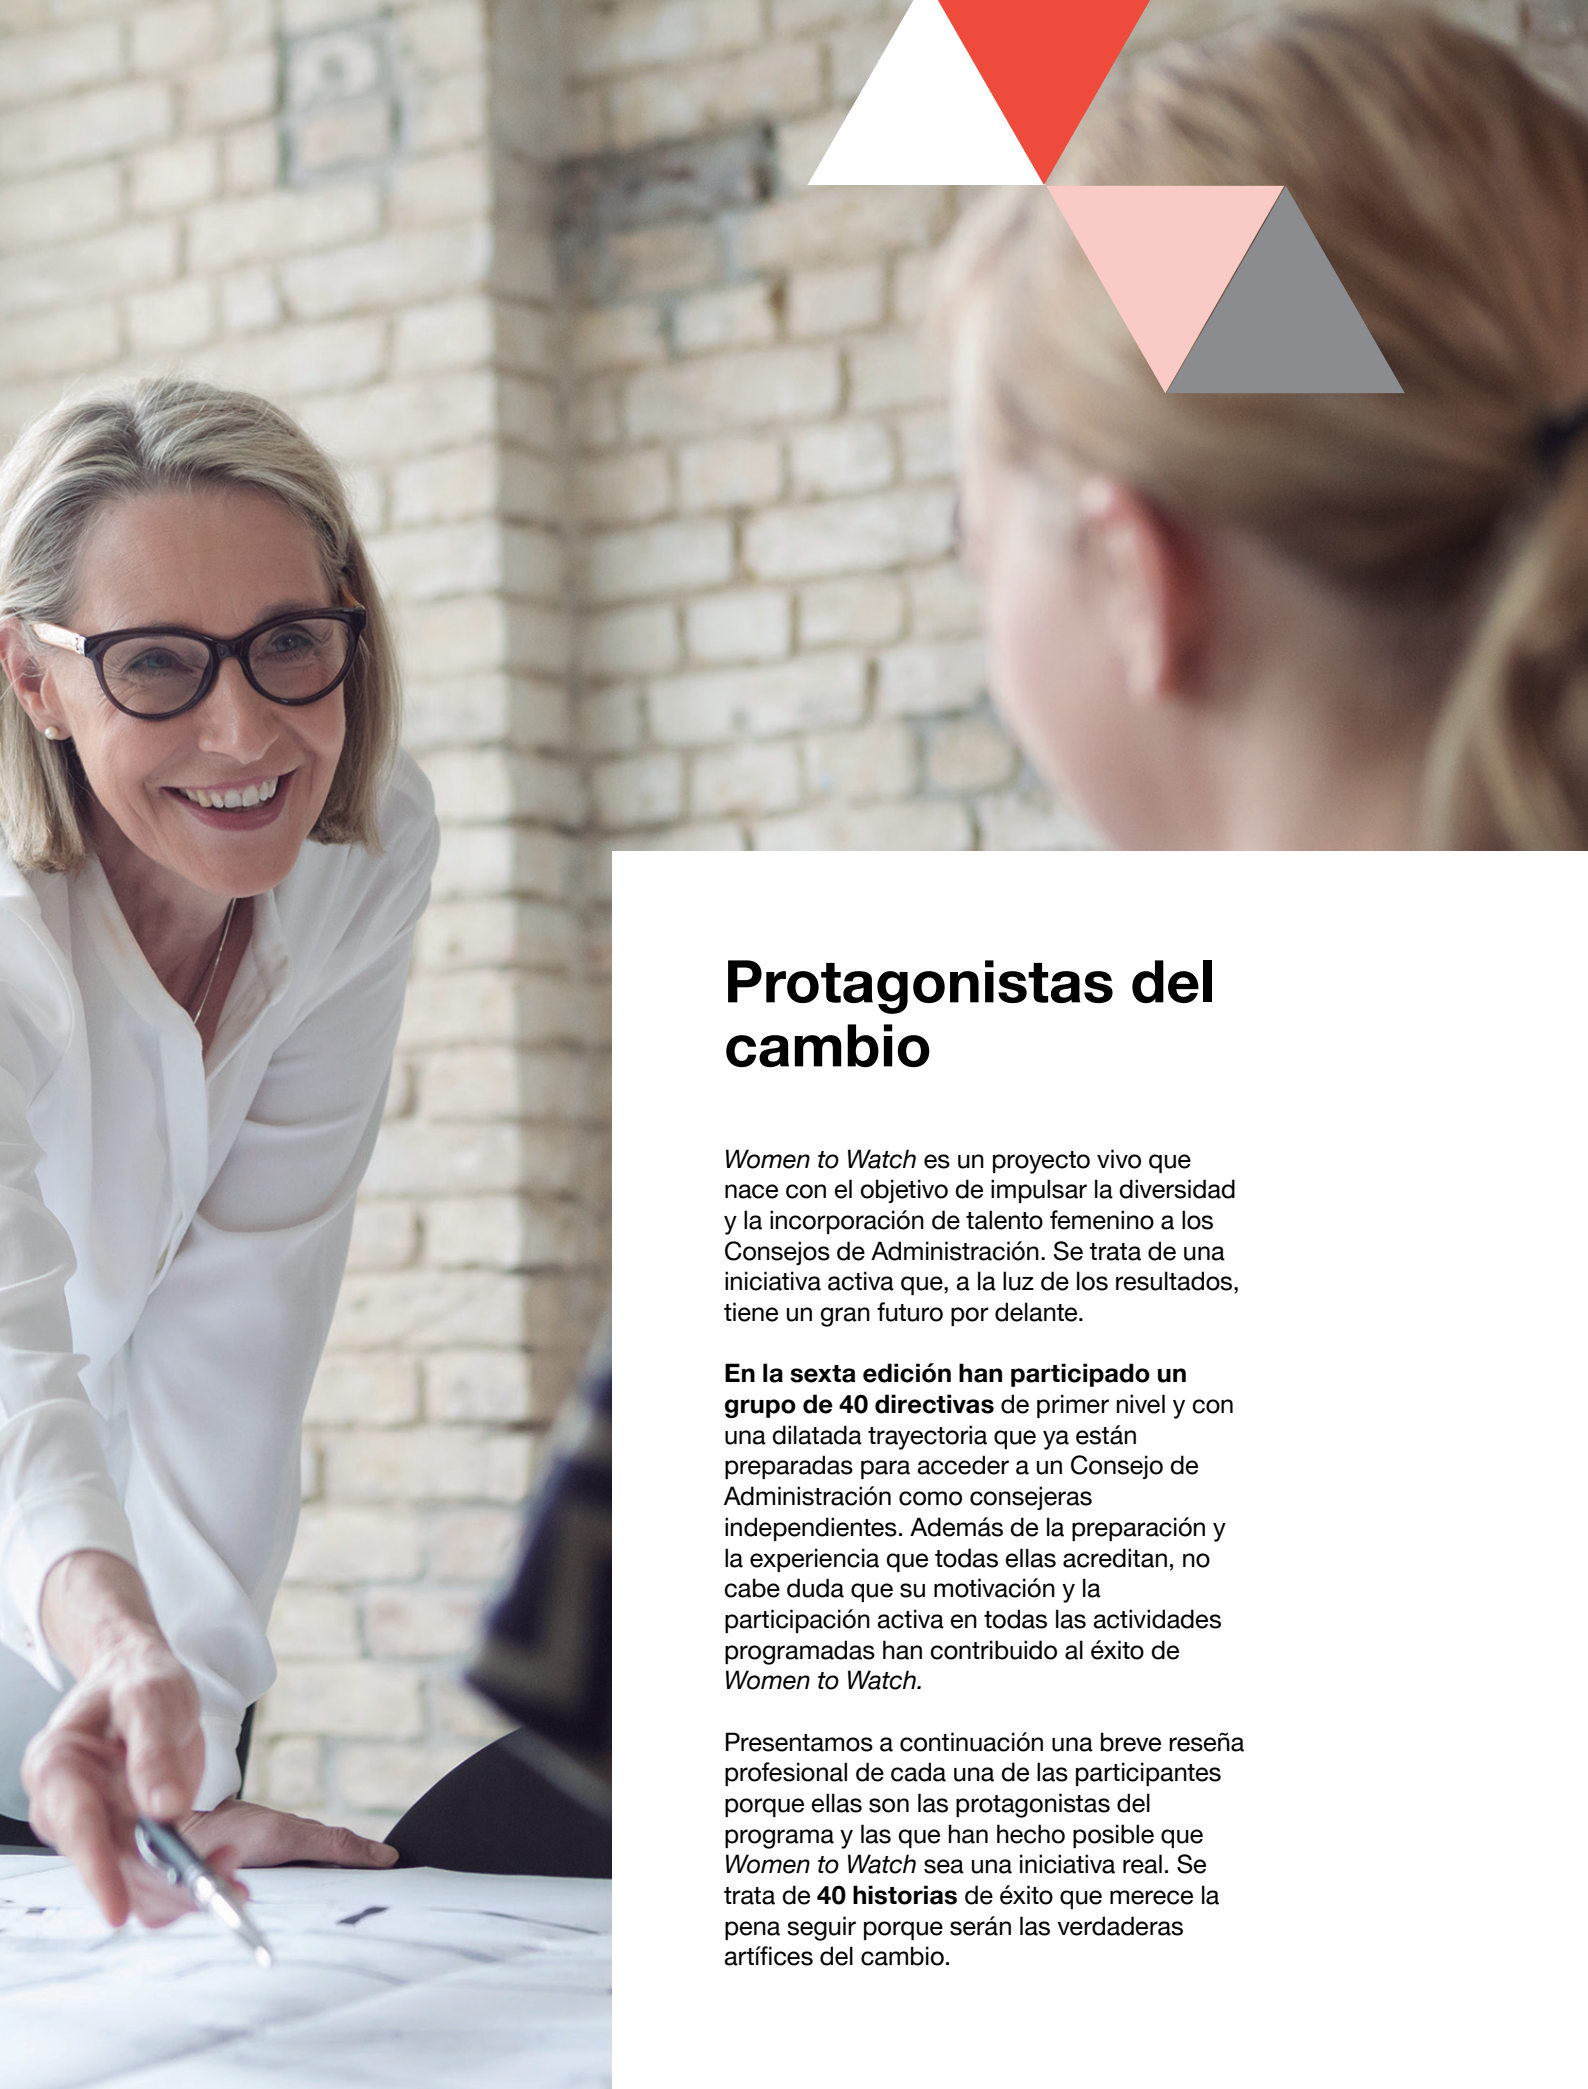 Protagonistas del
cambio
Women to Watch es un proyecto vivo que
nace con el objetivo de impulsar la diversidad
y la incorporación de talento femenino a los
Consejos de Administración. Se trata de una
iniciativa activa que, a la luz de los resultados,
tiene un gran futuro por delante.
En la sexta edición han participado un
grupo de 40 directivas de primer nivel y con
una dilatada trayectoria que ya están
preparadas para acceder a un Consejo de
Administración como consejeras
independientes. Además de la preparación y
la experiencia que todas ellas acreditan, no
cabe duda que su motivación y la
participación activa en todas las actividades
programadas han contribuido al éxito de
Women to Watch.
Presentamos a continuación una breve reseña
profesional de cada una de las participantes
porque ellas son las protagonistas del
programa y las que han hecho posible que
Women to Watch sea una iniciativa real. Se
trata de 40 historias de éxito que merece la
pena seguir porque serán las verdaderas
artífices del cambio.